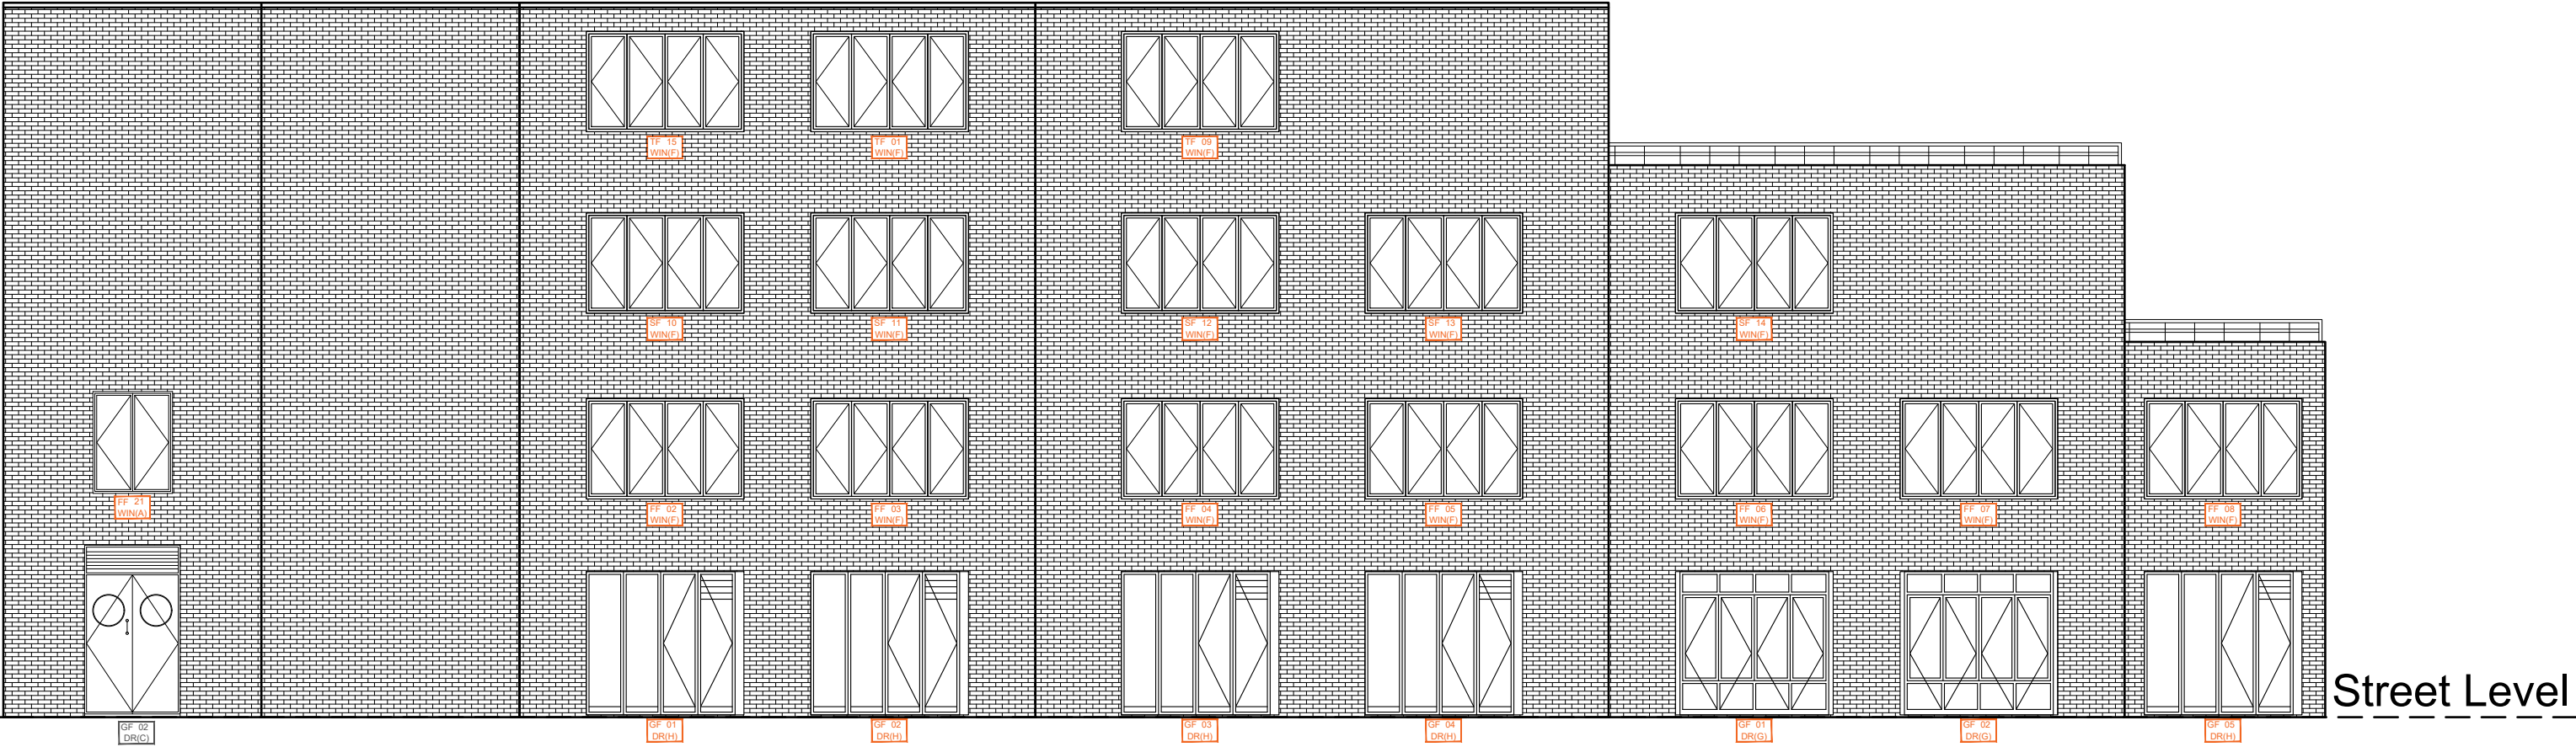 TF 15
WIN(F)
TF 01
WIN(F)
TF 09
WIN(F)
SF 10
WIN(F)
SF 11
WIN(F)
SF 12
WIN(F)
SF 13
WIN(F)
SF 14
WIN(F)
FF 21
WIN(A)
FF 02
WIN(F)
FF 03
WIN(F)
FF 04
WIN(F)
FF 05
WIN(F)
FF 06
WIN(F)
FF 07
WIN(F)
FF 08
WIN(F)
Street Level
GF 02
DR(C)
GF 01
DR(H)
GF 02
DR(H)
GF 03
DR(H)
GF 04
DR(H)
GF 01
DR(G)
GF 02
DR(G)
GF 05
DR(H)